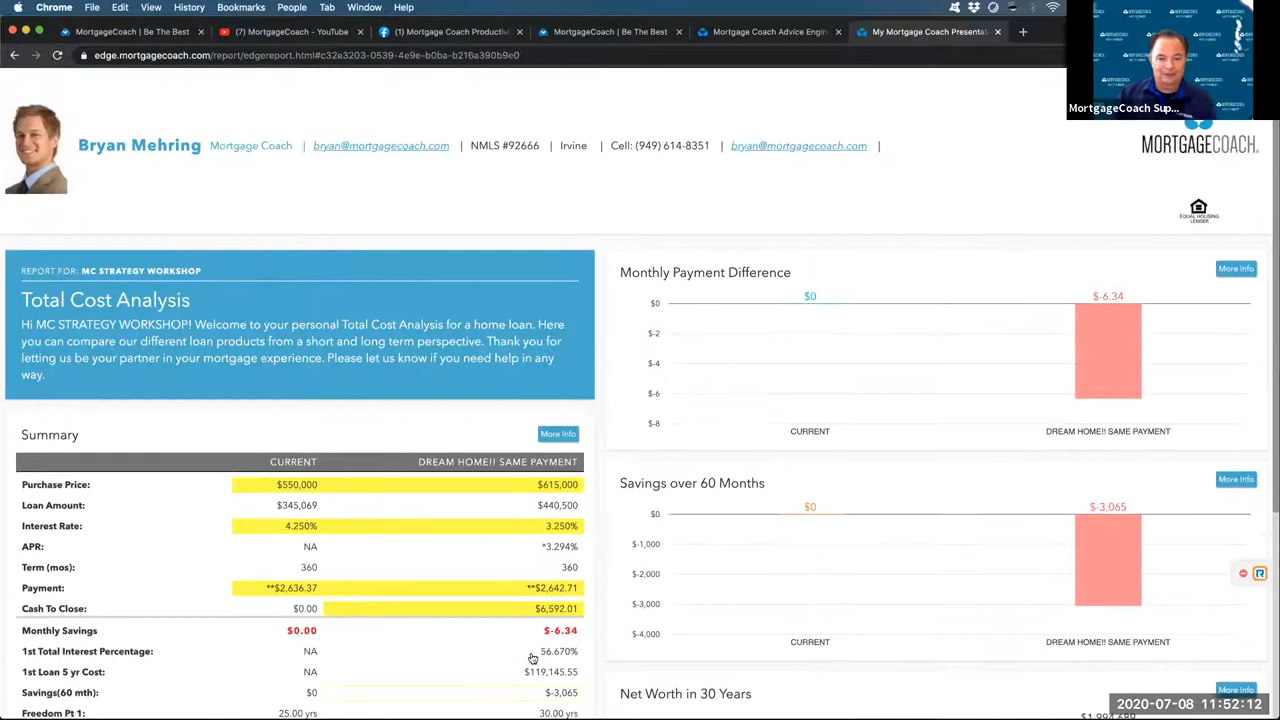 Chrome File Edit View History Bookmarks People Tab Window Help
MortgageCoach | Be The Best
(7) MortgageCoach - YouTube
(1) Mortgage Coach Productiv
MortgageCoach | Be The Best
MortgageCoach Advice Engin
My Mortgage Coach Presentat
edge.mortgagecoach.com/report/edgereport.html#c32e3203-0539-4e9e-b50a-b216a390b9
MORTGAGECOACH
MortgageCoach Sup...
Bryan Mehring Mortgage Coach | bryan@mortgagecoach.com | NMLS #92666 | Irvine | Cell: (949) 614-8351 | bryan@mortgagecoach.com |
MORTGAGECOACH.
EQUAL HOUSING
LENDER
REPORT FOR: MC STRATEGY WORKSHOP
Total Cost Analysis
Hi MC STRATEGY WORKSHOP! Welcome to your personal Total Cost Analysis for a home loan. Here
you can compare our different loan products from a short and long term perspective. Thank you for
letting us be your partner in your mortgage experience. Please let us know if you need help in any
way.
Summary More Info
CURRENT DREAM HOME!! SAME PAYMENT
Purchase Price: $550,000 $615,000
Loan Amount: $345,069 $440,500
Interest Rate: 4.250% 3.250%
APR: NA *3.294%
Term (mos): 360 360
Payment: **$2,636.37 **$2,642.71
Cash To Close: $0.00 $6,592.01
Monthly Savings $0.00 $-6.34
1st Total Interest Percentage: NA 56.670%
1st Loan 5 yr Cost: NA $119,145.55
Savings(60 mth): $0 $-3,065
Freedom Pt 1: 25.00 yrs 30.00 yrs
Monthly Payment Difference More Info
$0 $-6.34
$0
$-2
$-4
$-6
$-8
CURRENT DREAM HOME!! SAME PAYMENT
Savings over 60 Months More Info
$0 $-3,065
$0
$-1,000
$-2,000
$-3,000
$-4,000
CURRENT DREAM HOME!! SAME PAYMENT
Net Worth in 30 Years More Info
2020-07-08 11:52:12